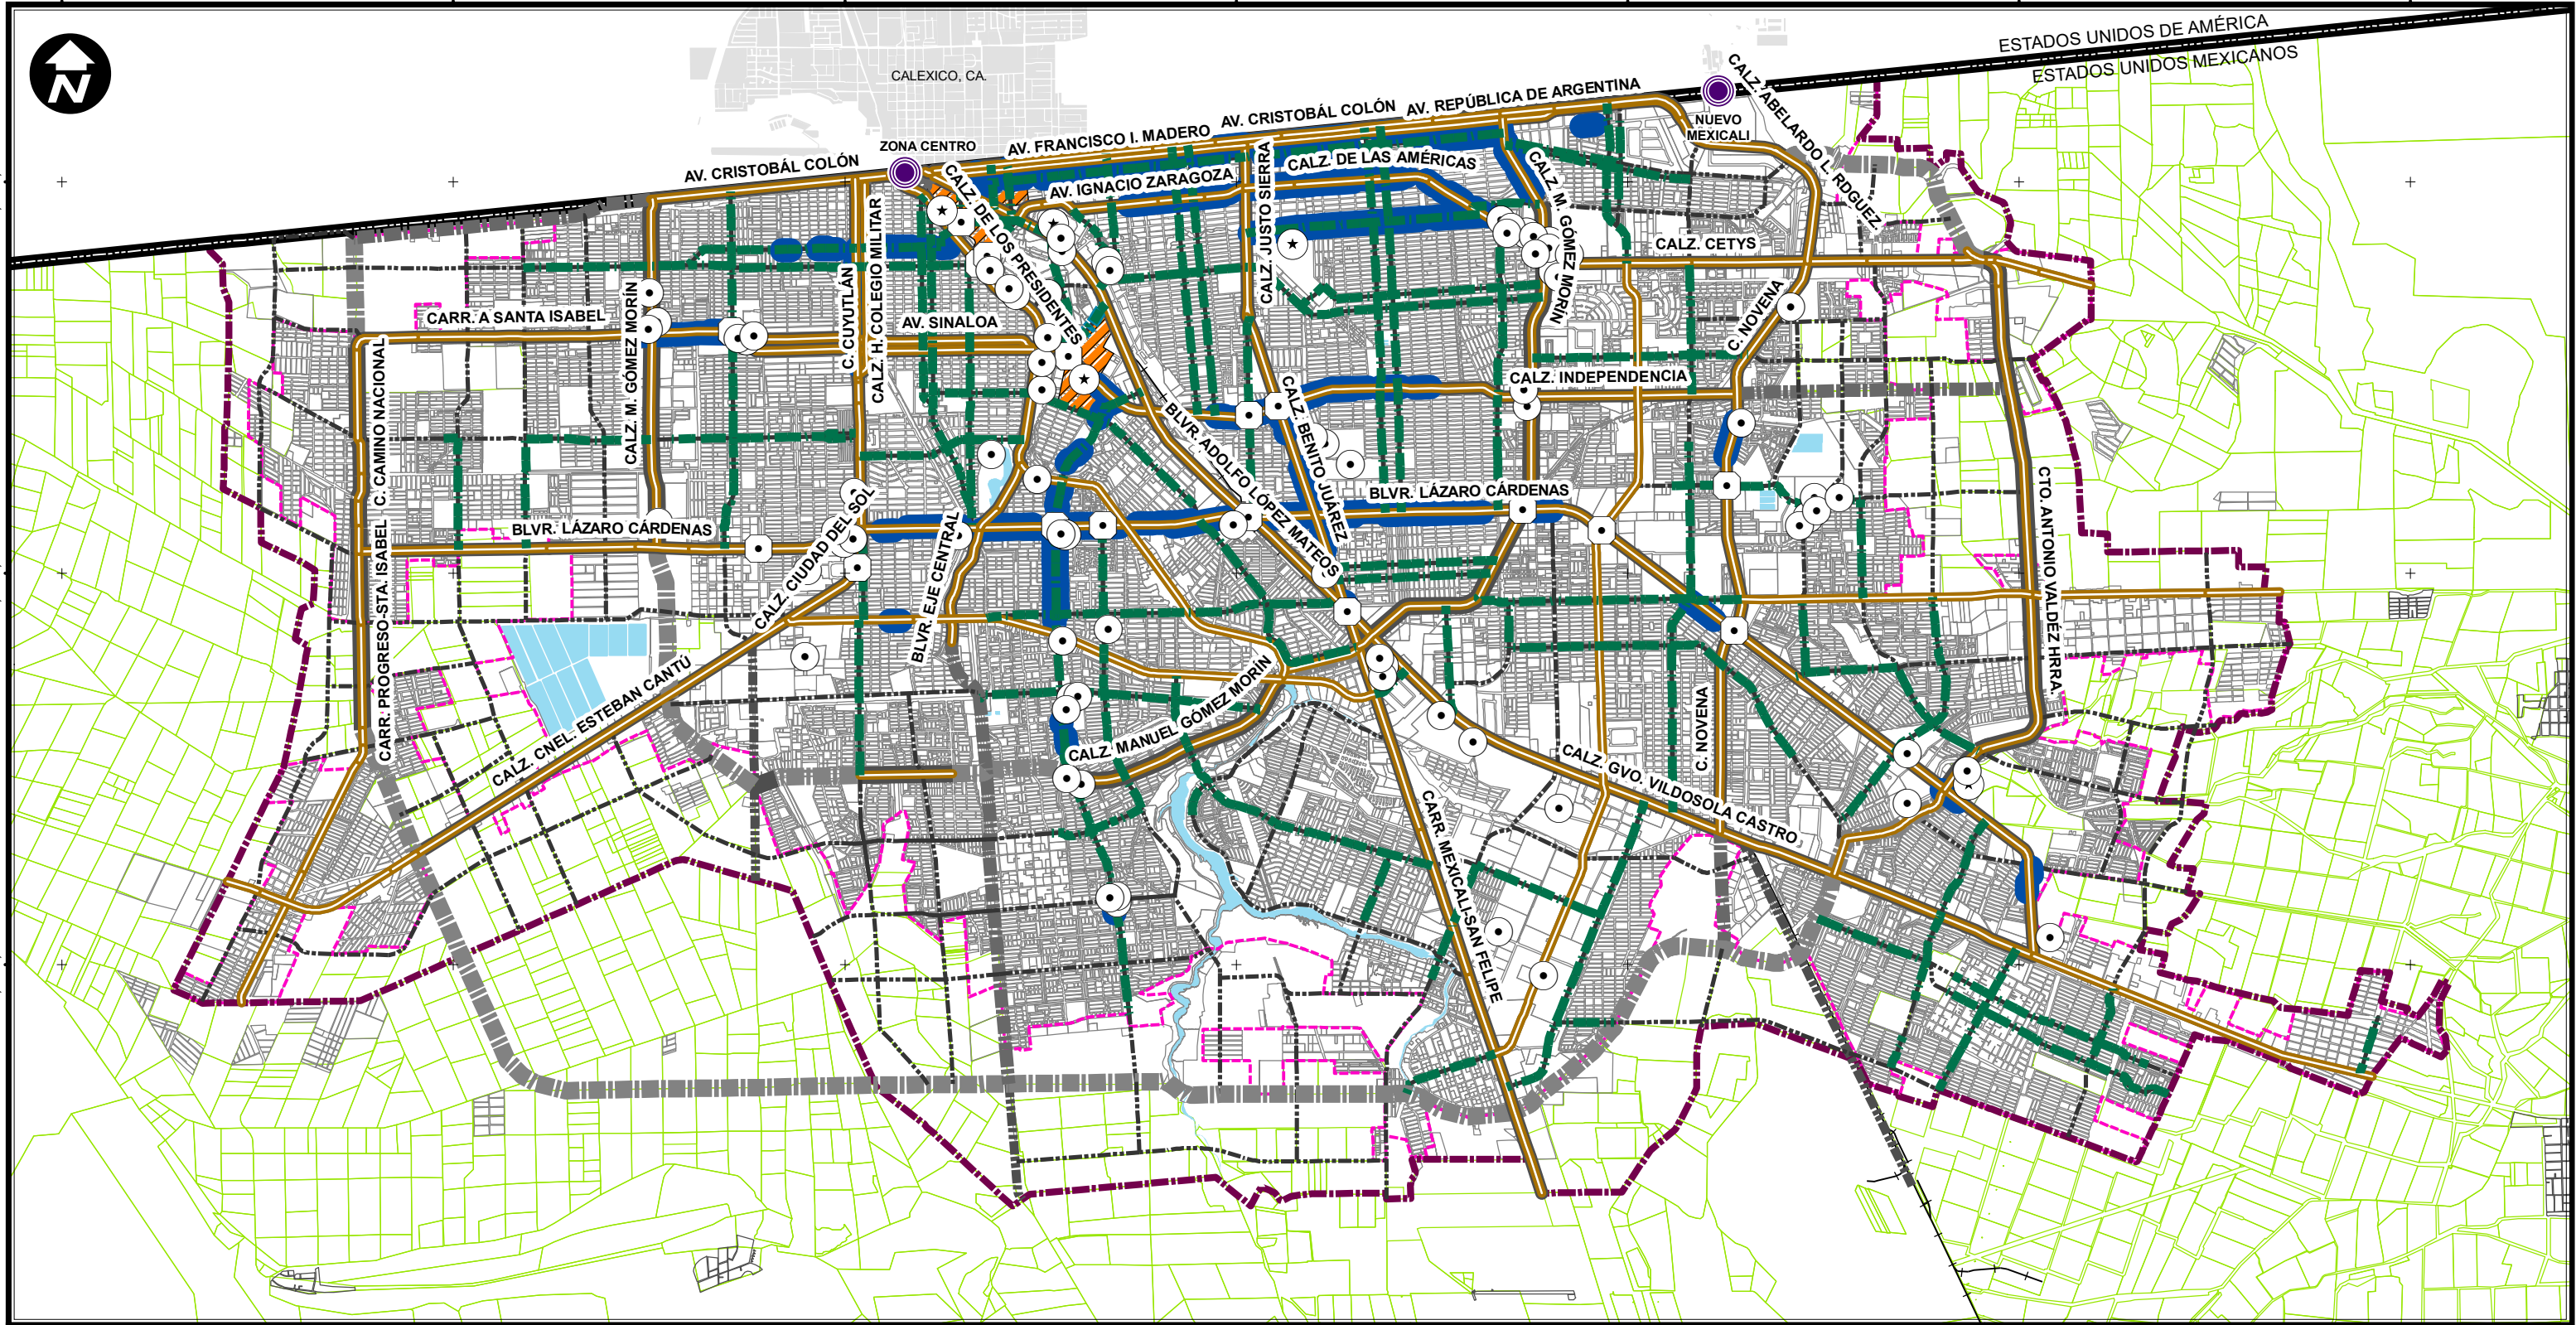 ESTADOS UNIDOS DE AMÉRICA
ESTADOS UNIDOS MEXICANOS
N
CALEXICO, CA.
CALZ. ABELARDO L. RDGUEZ.
AV. REPÚBLICA DE ARGENTINA
AV. CRISTOBÁL COLÓN
NUEVO
MEXICALI
AV. FRANCISCO I. MADERO
ZONA CENTRO
AV. CRISTOBÁL COLÓN
CALZ. DE LAS AMÉRICAS
AV. IGNACIO ZARAGOZA
CALZ. JUSTO SIERRA
CALZ. M. GÓMEZ MORÍN
CALZ. DE LOS PRESIDENTES
CALZ. H. COLEGIO MILITAR
C. CUYUTLÁN
CALZ. CETYS
C. NOVENA
CARR. A SANTA ISABEL
CALZ. M. GOMEZ MORÍN
AV. SINALOA
C. CAMINO NACIONAL
CALZ. INDEPENDENCIA
CALZ. BENITO JUÁREZ
BLVR. ADOLFO LÓPEZ MATEOS
BLVR. LÁZARO CÁRDENAS
BLVR. LÁZARO CÁRDENAS
CALZ. CIUDAD DEL SOL
BLVR. EJE CENTRAL
CTO. ANTONIO VALDÉZ HRRA.
CARR. PROGRESO-STA. ISABEL
CALZ. CNEL. ESTEBAN CANTÚ
CALZ. MANUEL GÓMEZ MORÍN
C. NOVENA
CALZ. GVO. VILDOSOLA CASTRO
CARR. MEXICALI-SAN FELIPE